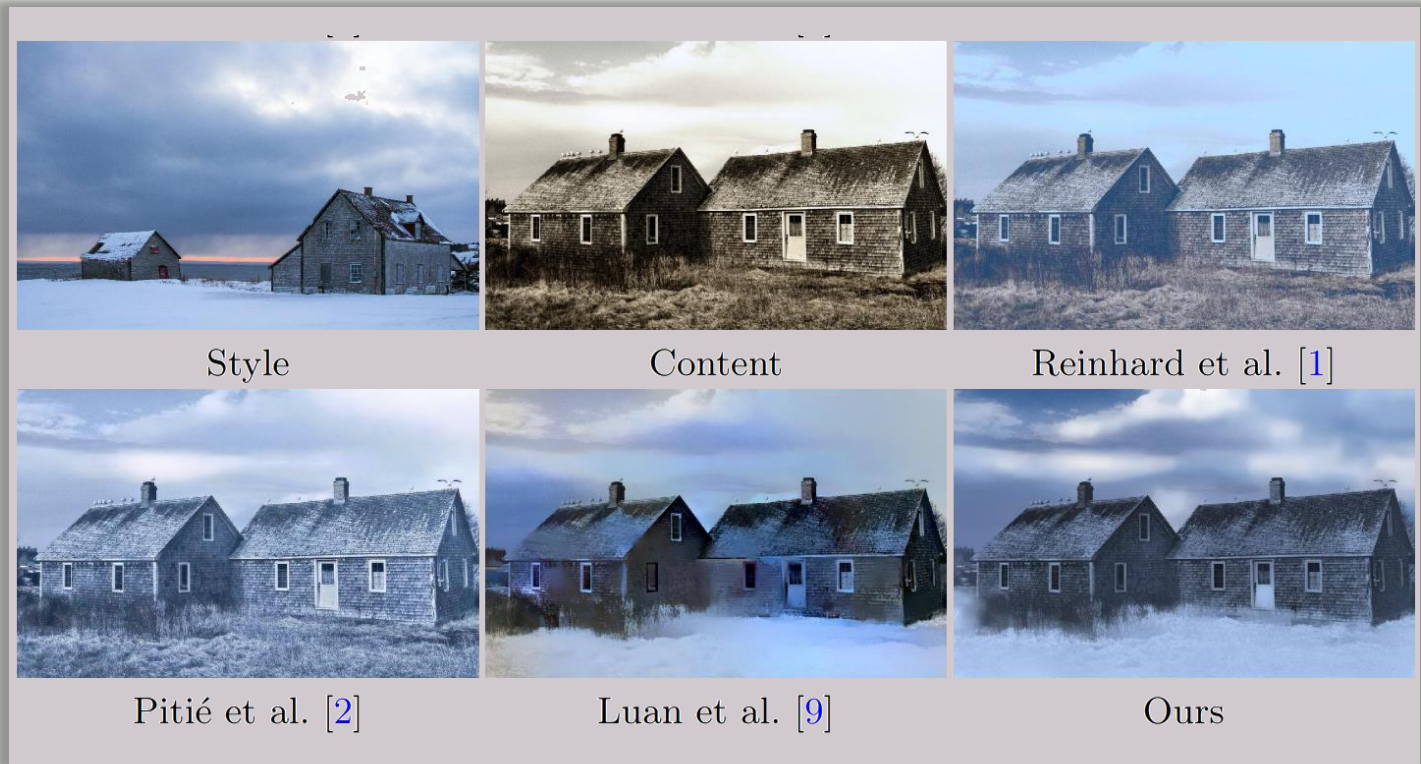 Style
Content
Reinhard et al. [1]
Pitié et al. [2]
Luan et al. [9]
Ours